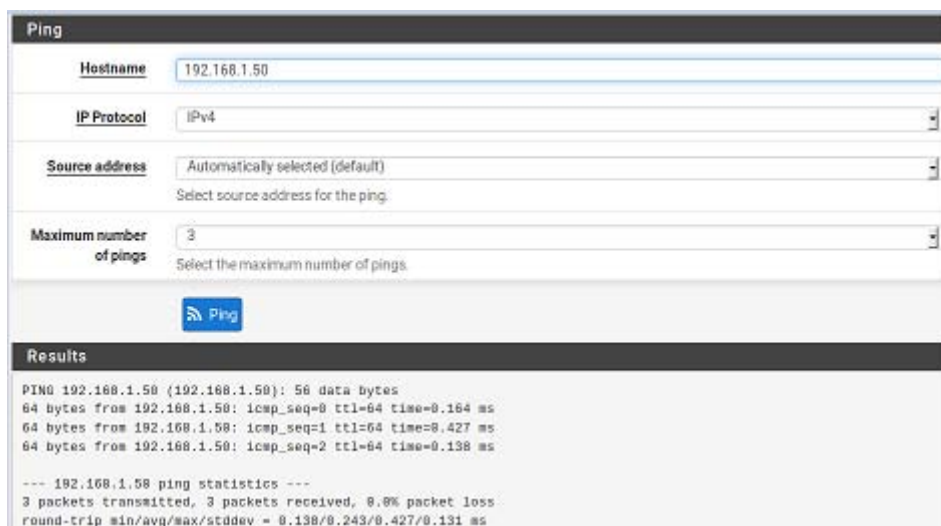 Ping
Hostname
192.168.1.50
IP Protocol
IPv4
Source address
Automatically selected (default)
Select source address for the ping.
Maximum number
of pings
3
Select the maximum number of pings.
Ping
Results
PING 192.168.1.50 (192.168.1.50): 56 data bytes
64 bytes from 192.168.1.50: icmp_seq=0 ttl=64 time=0.164 ms
64 bytes from 192.168.1.50: icmp_seq=1 ttl=64 time=0.427 ms
64 bytes from 192.168.1.50: icmp_seq=2 ttl=64 time=0.138 ms
--- 192.168.1.50 ping statistics ---
3 packets transmitted, 3 packets received, 0.0% packet loss
round-trip min/avg/max/stddev = 0.138/0.243/0.427/0.131 ms